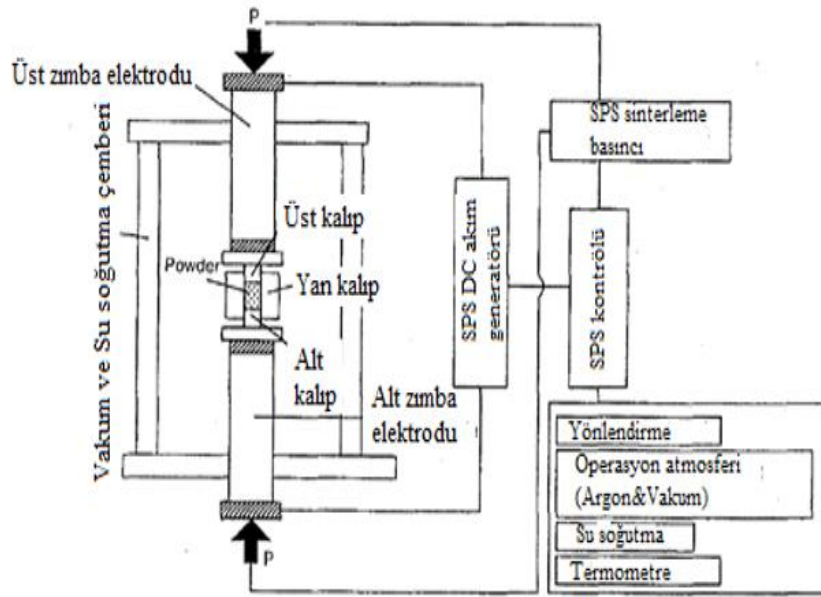 P
Üst zımba elektrodu
Vakum ve Su soğutma çemberi
Üst kalıp
Powder
Yan kalıp
Alt
kalıp
Alt zımba
elektrodu
P
SPS DC akım
generatörü
SPS sinterleme
basıncı
SPS kontrolü
Yönlendirme
Operasyon atmosferi
(Argon&Vakum)
Su soğutma
Termometre